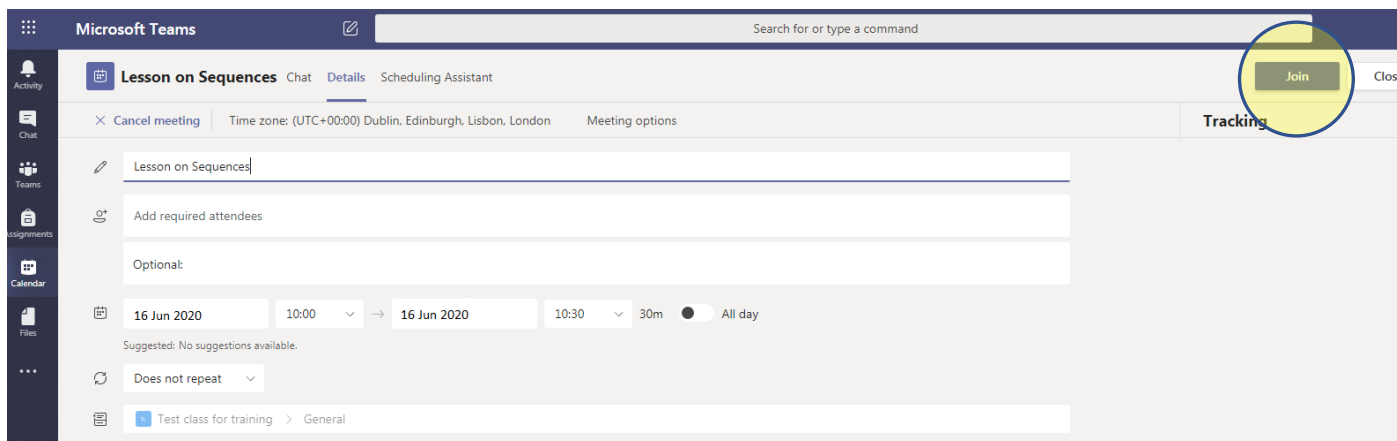 Microsoft Teams Search for or type a command
Activity
Chat
Teams
ssignments
Calendar
Files
Lesson on Sequences Chat Details Scheduling Assistant Join Clos
Cancel meeting Time zone: (UTC+00:00) Dublin, Edinburgh, Lisbon, London Meeting options Tracking
Lesson on Sequences
Add required attendees
Optional:
16 Jun 2020 10:00 → 16 Jun 2020 10:30 30m All day
Suggested: No suggestions available.
Does not repeat
Test class for training > General